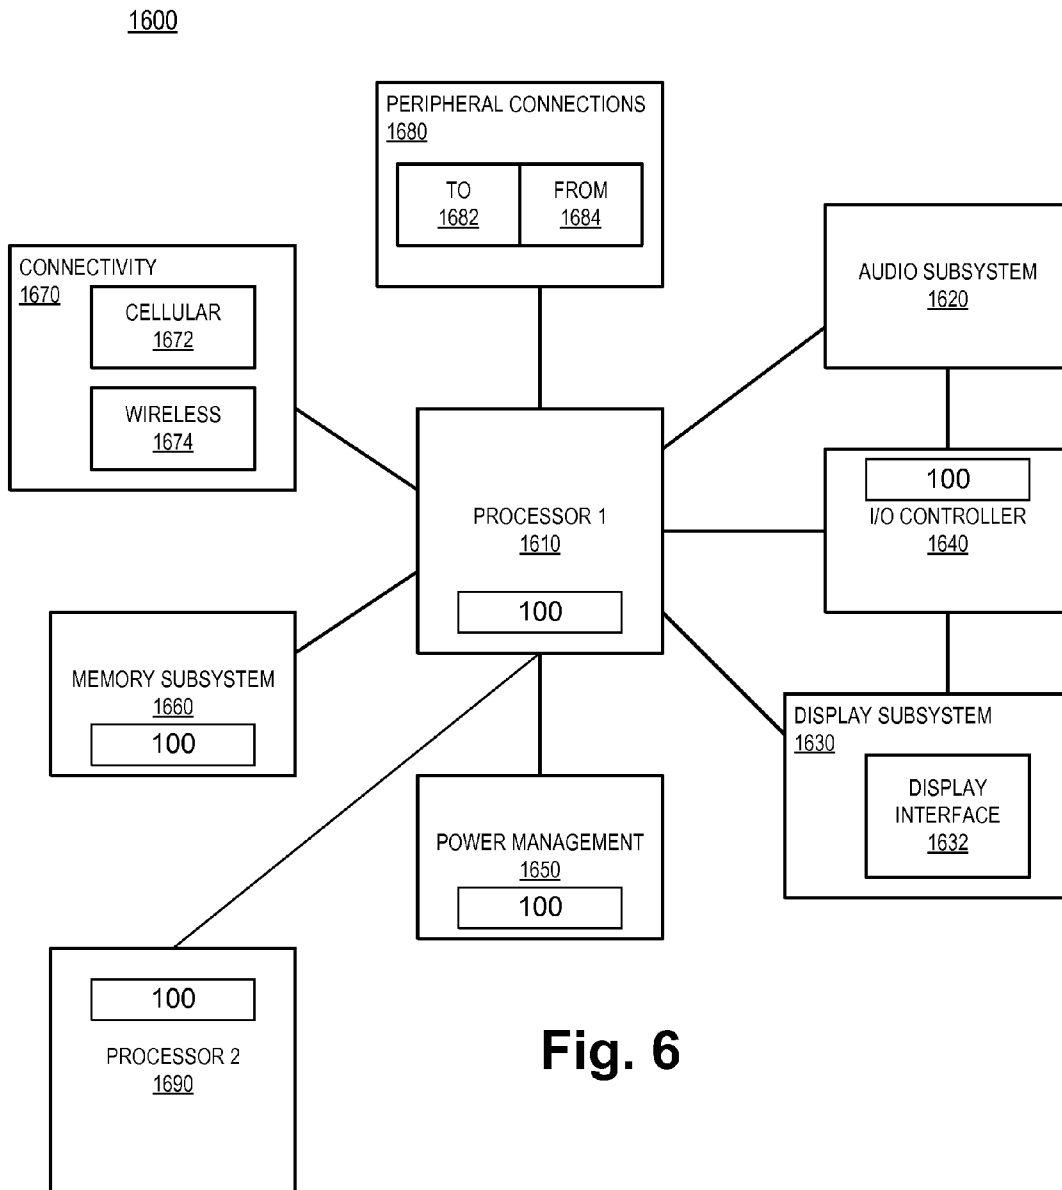 1600
PERIPHERAL CONNECTIONS
1680
TO
1682
FROM
1684
CONNECTIVITY
1670
CELLULAR
1672
WIRELESS
1674
AUDIO SUBSYSTEM
1620
PROCESSOR 1
1610
100
100
I/O CONTROLLER
1640
MEMORY SUBSYSTEM
1660
100
DISPLAY SUBSYSTEM
1630
DISPLAY
INTERFACE
1632
POWER MANAGEMENT
1650
100
100
PROCESSOR 2
1690
Fig. 6